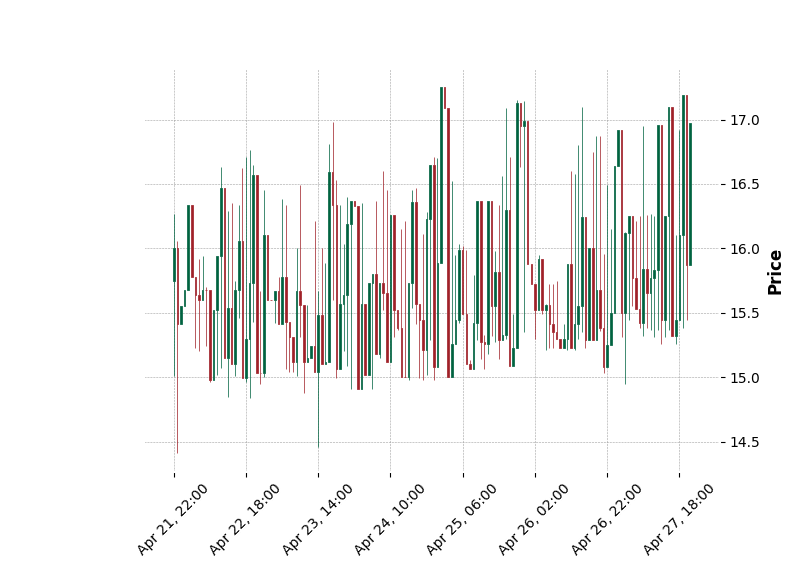 17.0
16.5
16.0
15.5
15.0
14.5
Price
Apr 21, 22:00
Apr 22, 18:00
Apr 23, 14:00
Apr 24, 10:00
Apr 25, 06:00
Apr 26, 02:00
Apr 26, 22:00
Apr 27, 18:00